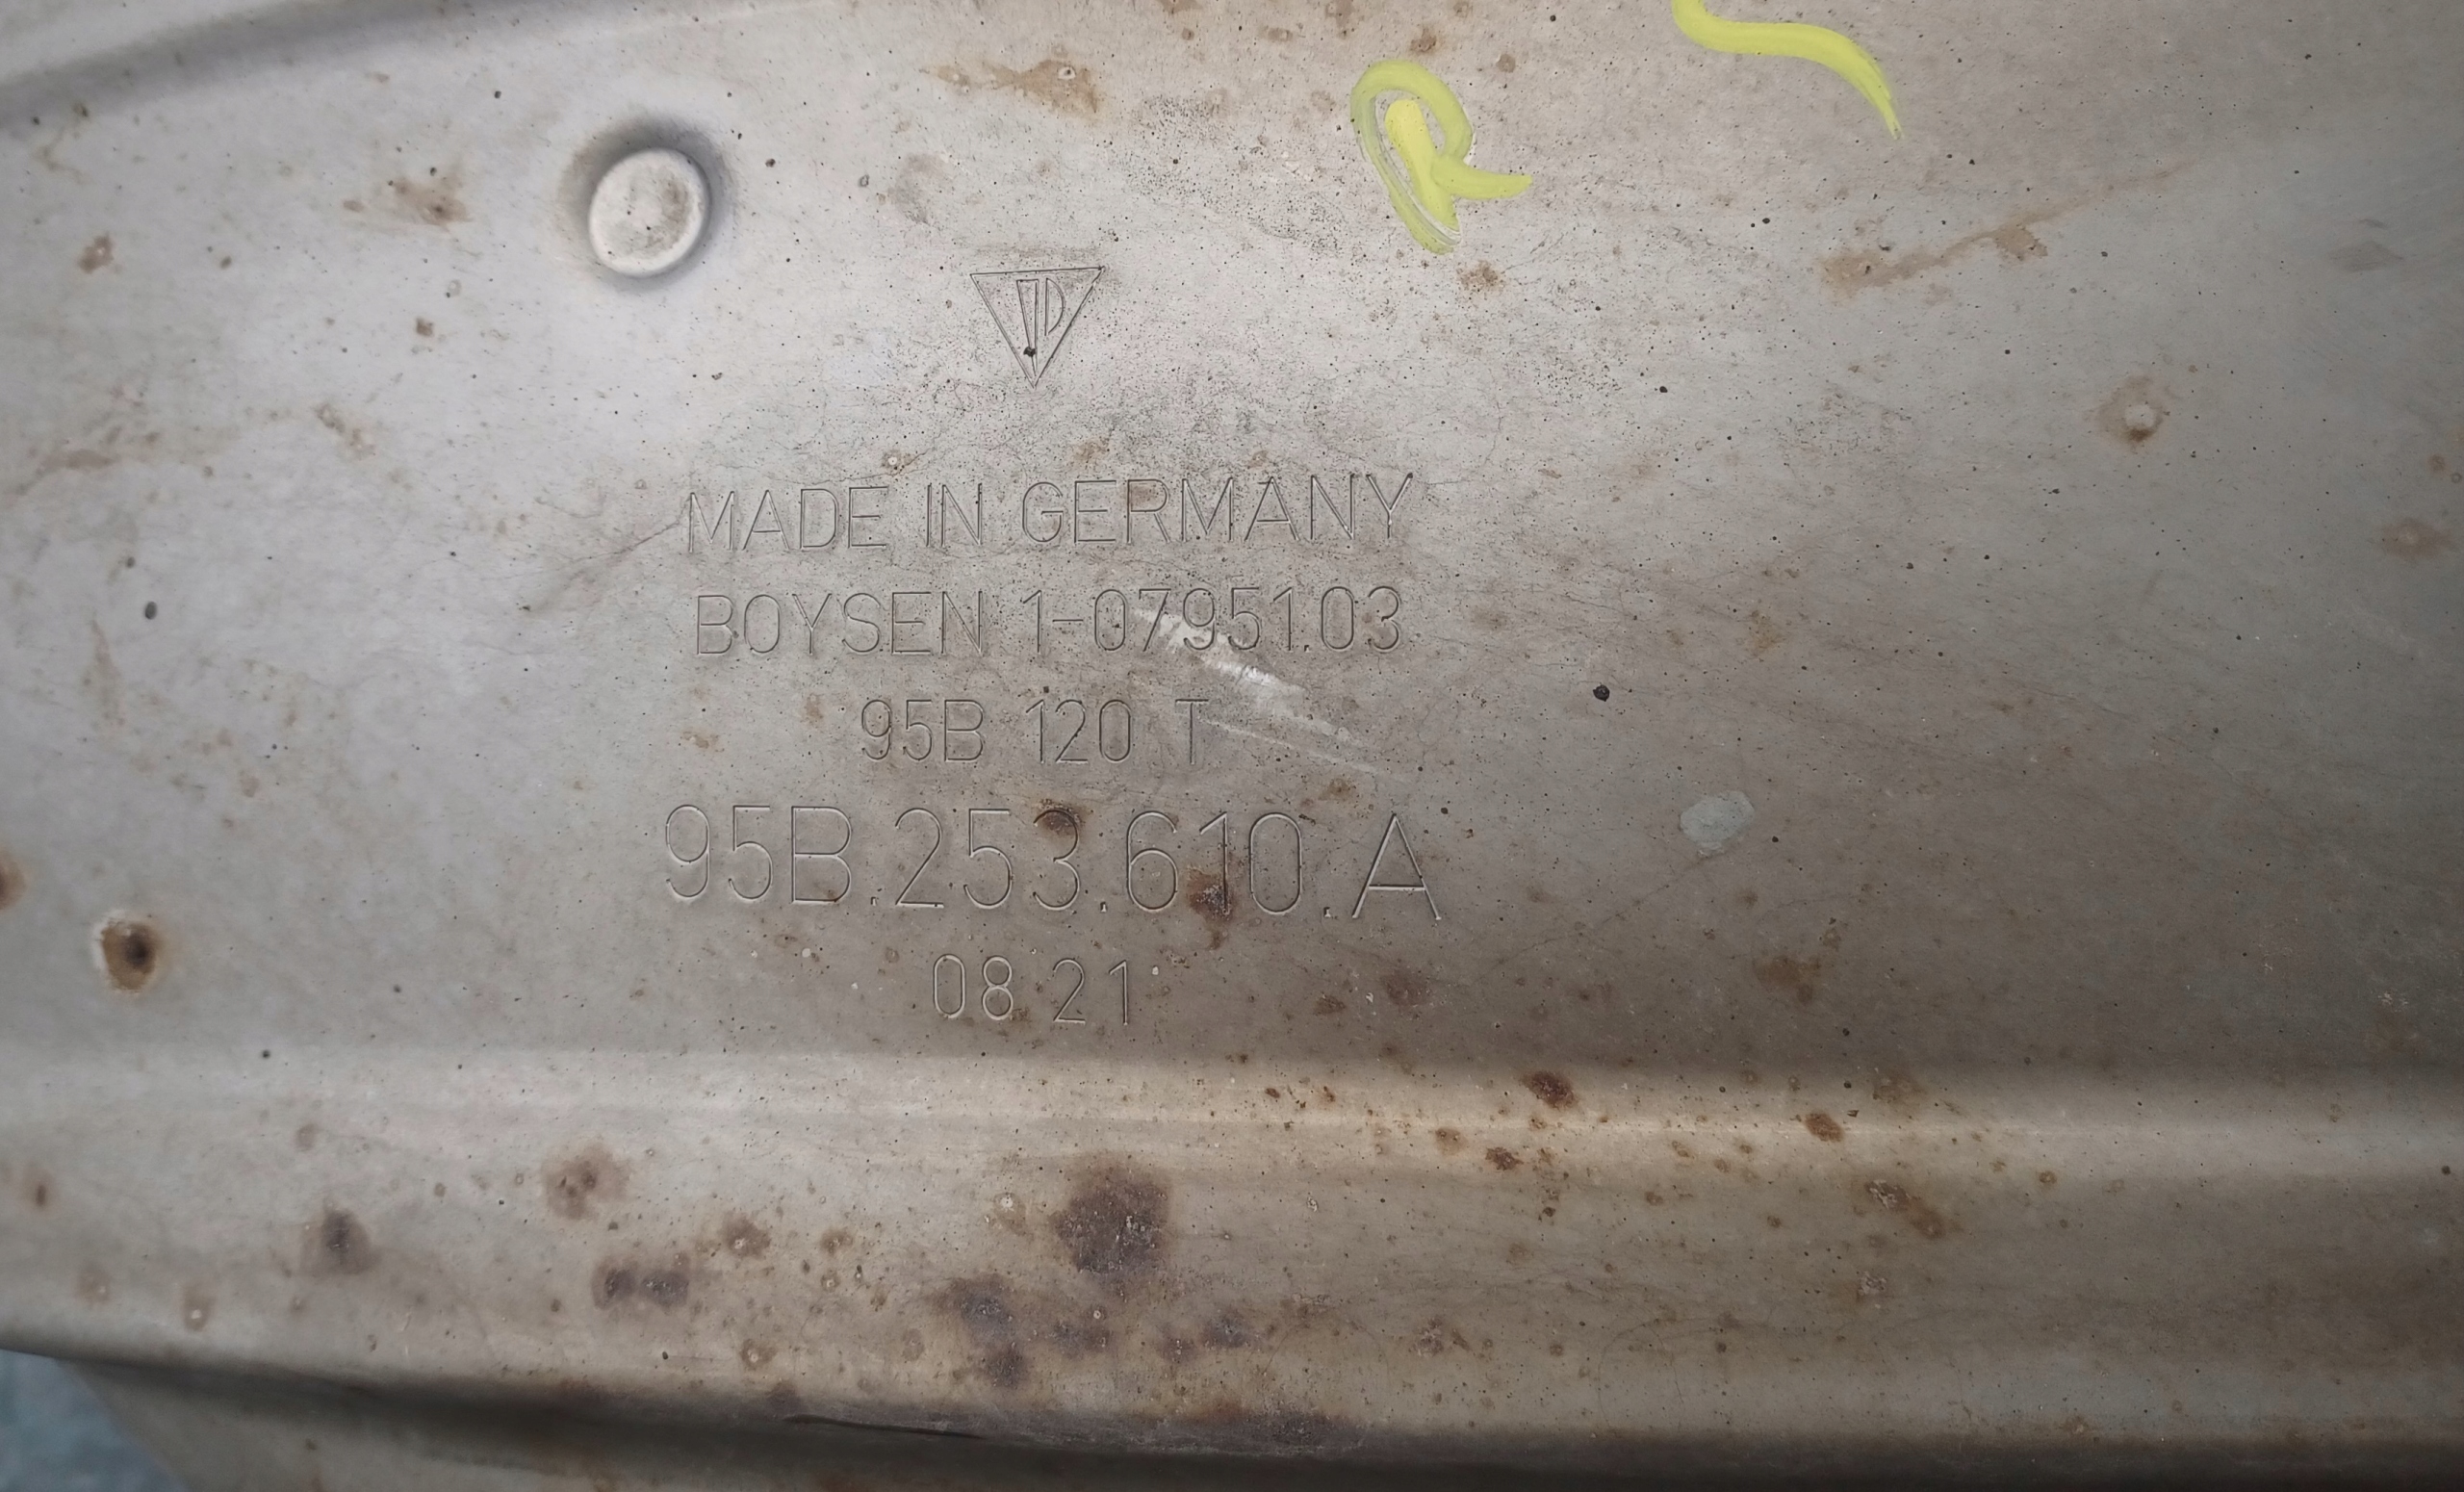 MADE IN GERMANY
BOYSEN 1-07951.03
95B 120 T
95B.253.610.A
08 21